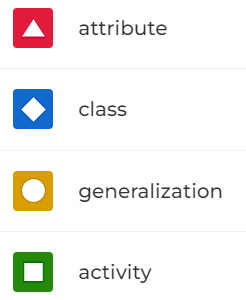 attribute
class
generalization
activity